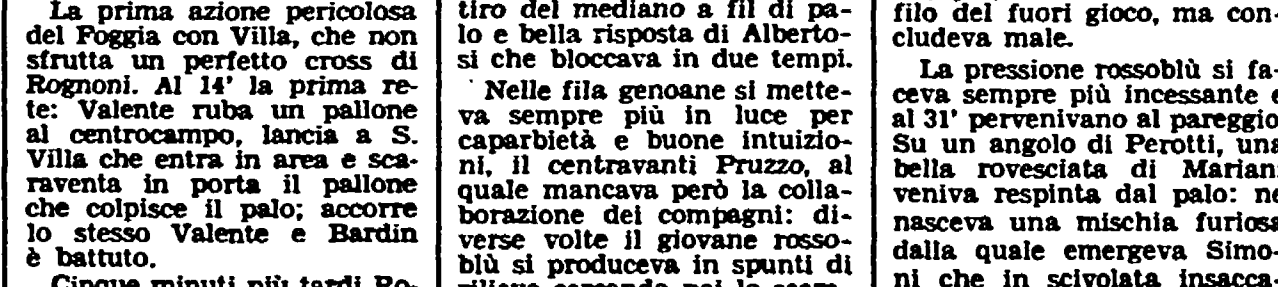 La prima azione pericolosa
del Foggia con Villa, che non
sfrutta un perfetto cross di
Rognoni. Al 14' la prima re-
te: Valente ruba un pallone
al centrocampo, lancia a S.
Villa che entra in area e sca-
raventa in porta il pallone
che colpisce il palo; accorre
lo stesso Valente e Bardin
è battuto.
Cinque minuti più tardi Ro-
tiro del mediano a fil di pa-
lo e bella risposta di Alberto-
si che bloccava in due tempi.
Nelle fila genoane si mette-
va sempre più in luce per
caparbietà e buone intuizio-
ni, il centravanti Pruzzo, al
quale mancava però la colla-
borazione dei compagni: di-
verse volte il giovane rosso-
blù si produceva in spunti di
filo del fuori gioco, ma con-
cludeva male.
La pressione rossoblù si fa-
ceva sempre più incessante e
al 31' pervenivano al pareggio.
Su un angolo di Perotti, una
bella rovesciata di Mariani
veniva respinta dal palo: ne
nasceva una mischia furiosa
dalla quale emergeva Simo-
ni che in scivolata insacca-